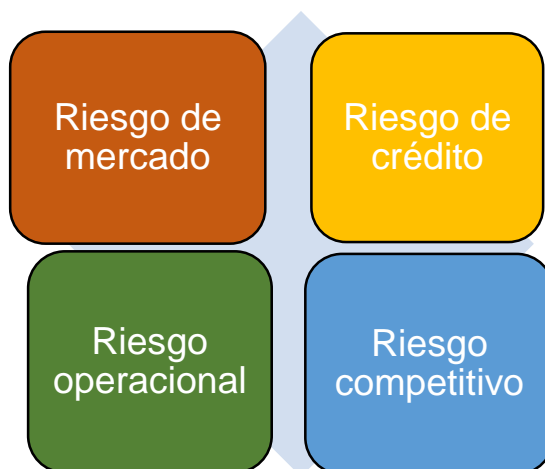 Riesgo de
mercado
Riesgo de
crédito
Riesgo
operacional
Riesgo
competitivo